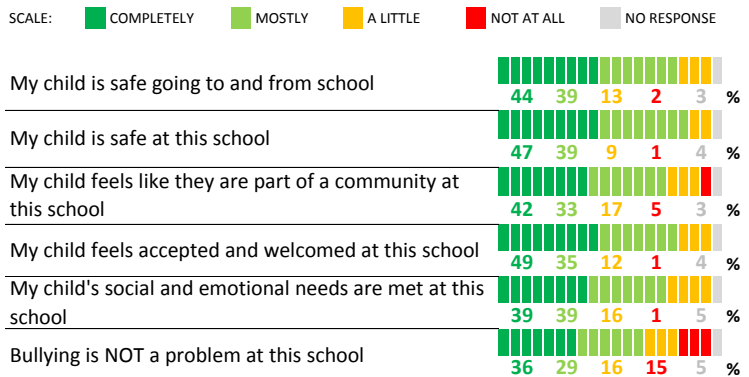 SCALE: COMPLETELY MOSTLY A LITTLE NOT AT ALL NO RESPONSE
My child is safe going to and from school
44 39 13 2 3 %
My child is safe at this school
47 39 9 1 4 %
My child feels like they are part of a community at
this school
42 33 17 5 3 %
My child feels accepted and welcomed at this school
49 35 12 1 4 %
My child's social and emotional needs are met at this
school
39 39 16 1 5 %
Bullying is NOT a problem at this school
36 29 16 15 5 %